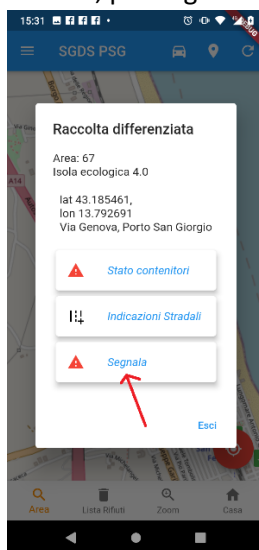 15:31
SGDS PSG
Raccolta differenziata
Area: 67
Isola ecologica 4.0
lat 43.185461,
lon 13.792691
Via Genova, Porto San Giorgio
Stato contenitori
Indicazioni Stradali
Segnala
Esci
A14
Area
Lista Rifiuti
Zoom
Casa